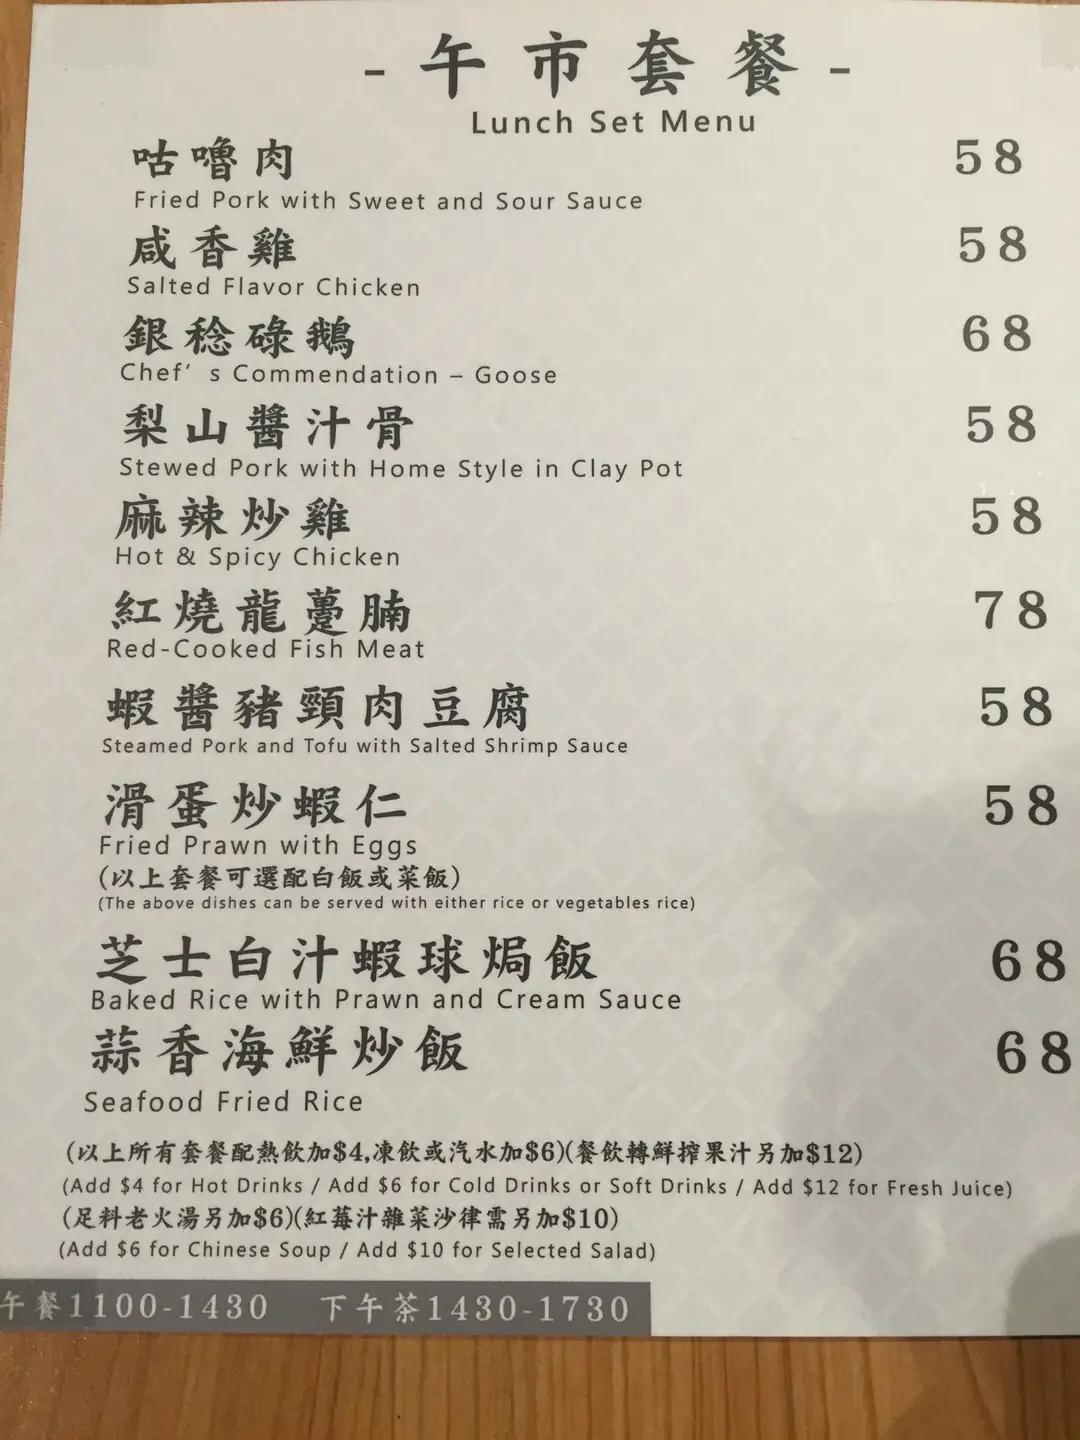 - 午市套餐 -
Lunch Set Menu
咕嚕肉 58
Fried Pork with Sweet and Sour Sauce
咸香雞 58
Salted Flavor Chicken
銀稔碌鵝 68
Chef's Commendation – Goose
梨山醬汁骨 58
Stewed Pork with Home Style in Clay Pot
麻辣炒雞 58
Hot & Spicy Chicken
紅燒龍躉腩 78
Red-Cooked Fish Meat
蝦醬豬頸肉豆腐 58
Steamed Pork and Tofu with Salted Shrimp Sauce
滑蛋炒蝦仁 58
Fried Prawn with Eggs
(以上套餐可選配白飯或菜飯)
(The above dishes can be served with either rice or vegetables rice)
芝士白汁蝦球焗飯 68
Baked Rice with Prawn and Cream Sauce
蒜香海鮮炒飯 68
Seafood Fried Rice
(以上所有套餐配熱飲加$4,凍飲或汽水加$6)(餐飲轉鮮搾果汁另加$12)
(Add $4 for Hot Drinks / Add $6 for Cold Drinks or Soft Drinks / Add $12 for Fresh Juice)
(足料老火湯另加$6)(紅莓汁雜菜沙律需另加$10)
(Add $6 for Chinese Soup / Add $10 for Selected Salad)
午餐1100-1430 下午茶1430-1730